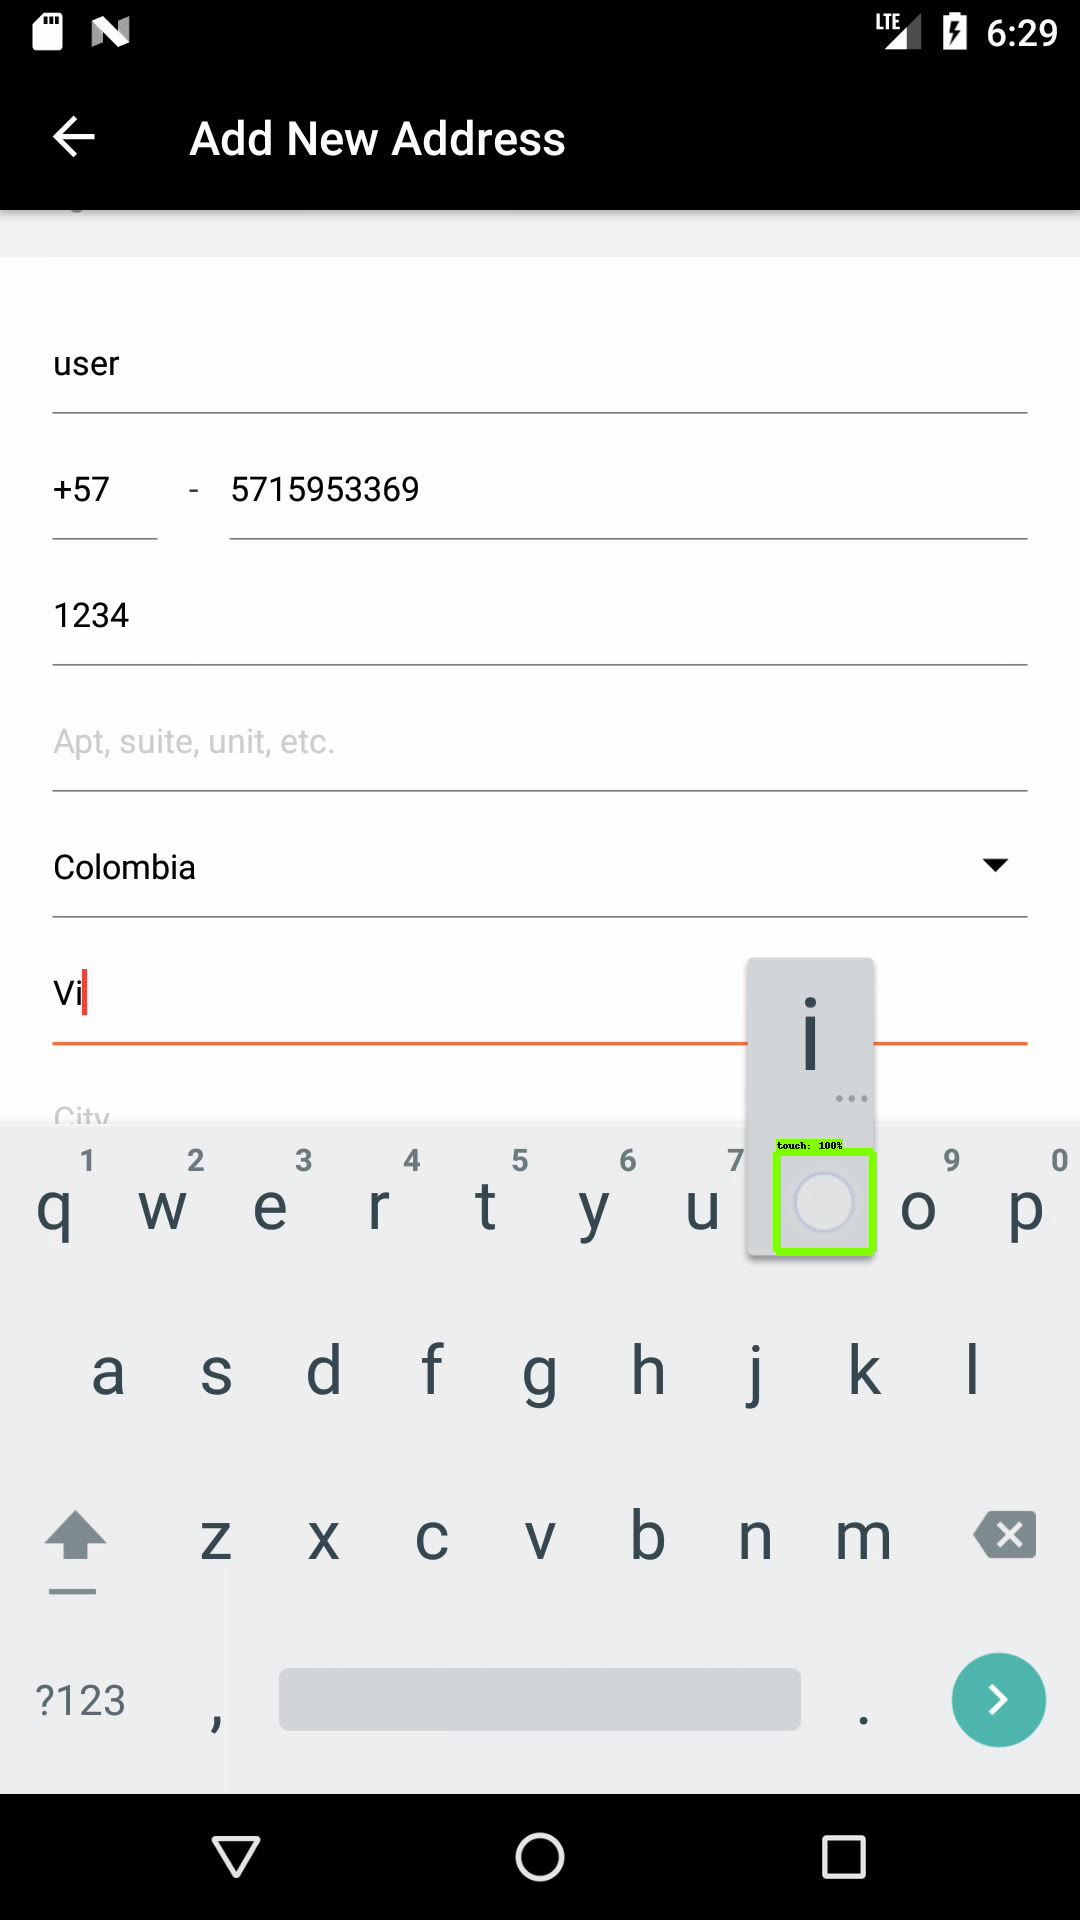 LTE 6:29
Add New Address
user
+57 - 5715953369
1234
Apt, suite, unit, etc.
Colombia
Vi
City
i
...
touch: 100%
1 2 3 4 5 6 7 9 0
q w e r t y u o p
a s d f g h j k l
z x c v b n m
?123 , .